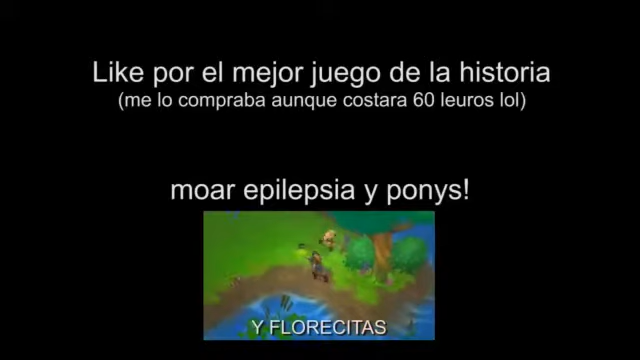 Like por el mejor juego de la historia
(me lo compraba aunque costara 60 leuros lol)
moar epilepsia y ponys!
Y FLORECITAS